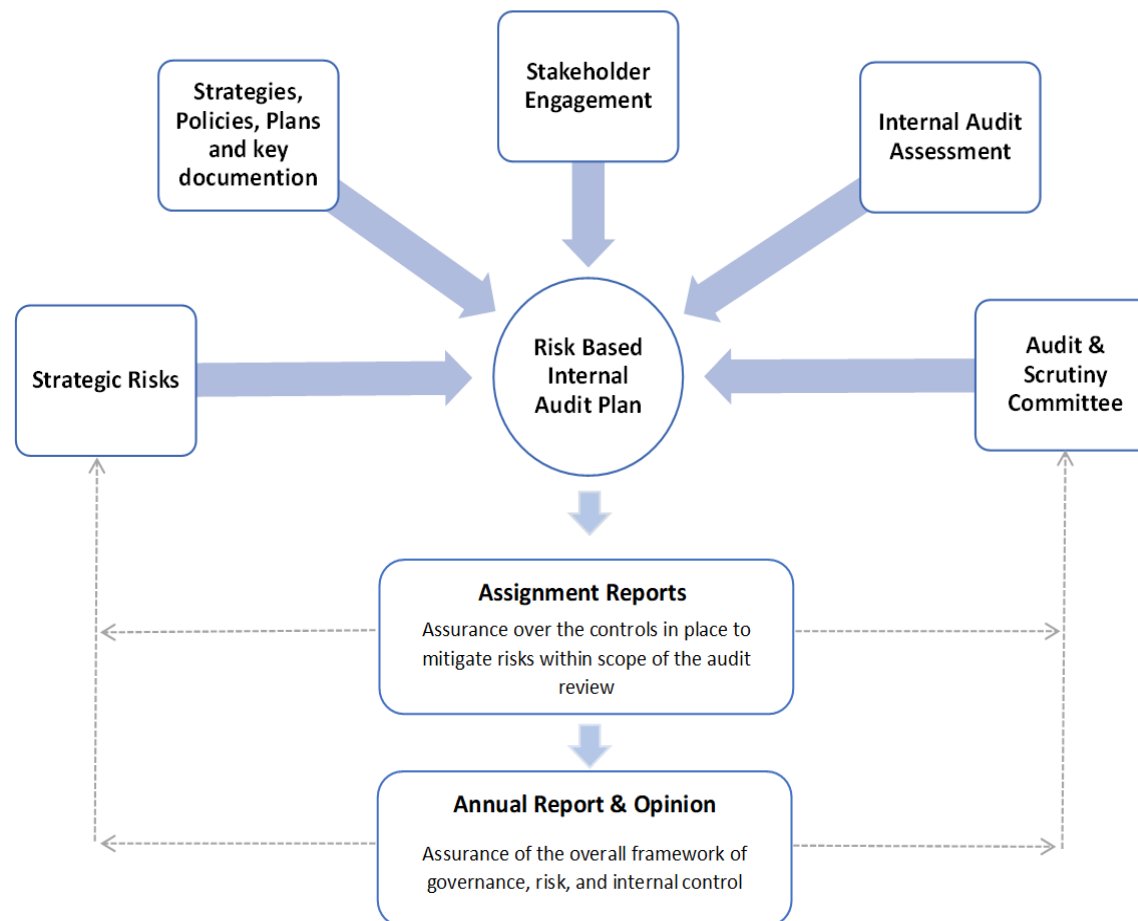 Stakeholder
Engagement
Strategies,
Policies, Plans
and key
documention
Internal Audit
Assessment
Strategic Risks
Risk Based
Internal
Audit Plan
Audit &
Scrutiny
Committee
Assignment Reports
Assurance over the controls in place to
mitigate risks within scope of the audit
review
Annual Report & Opinion
Assurance of the overall framework of
governance, risk, and internal control